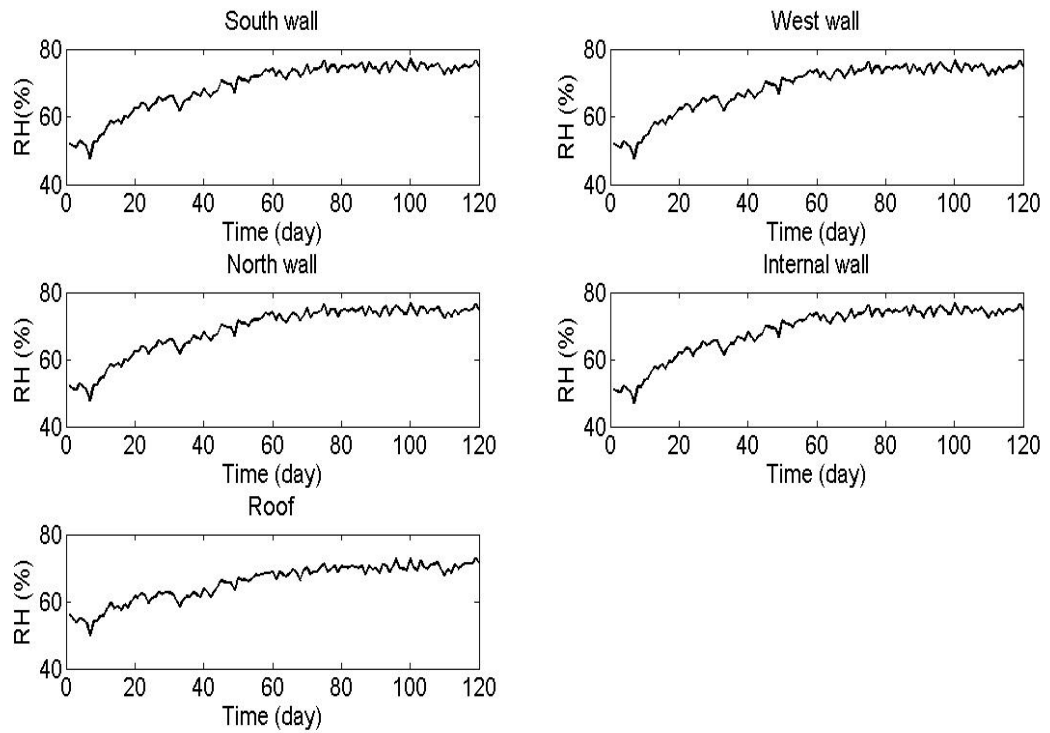 South wall
80
60
40
RH(%)
0 20 40 60 80 100 120
Time (day)
West wall
80
60
40
RH (%)
0 20 40 60 80 100 120
Time (day)
North wall
80
60
40
RH (%)
0 20 40 60 80 100 120
Time (day)
Internal wall
80
60
40
RH (%)
0 20 40 60 80 100 120
Time (day)
Roof
80
60
40
RH (%)
0 20 40 60 80 100 120
Time (day)